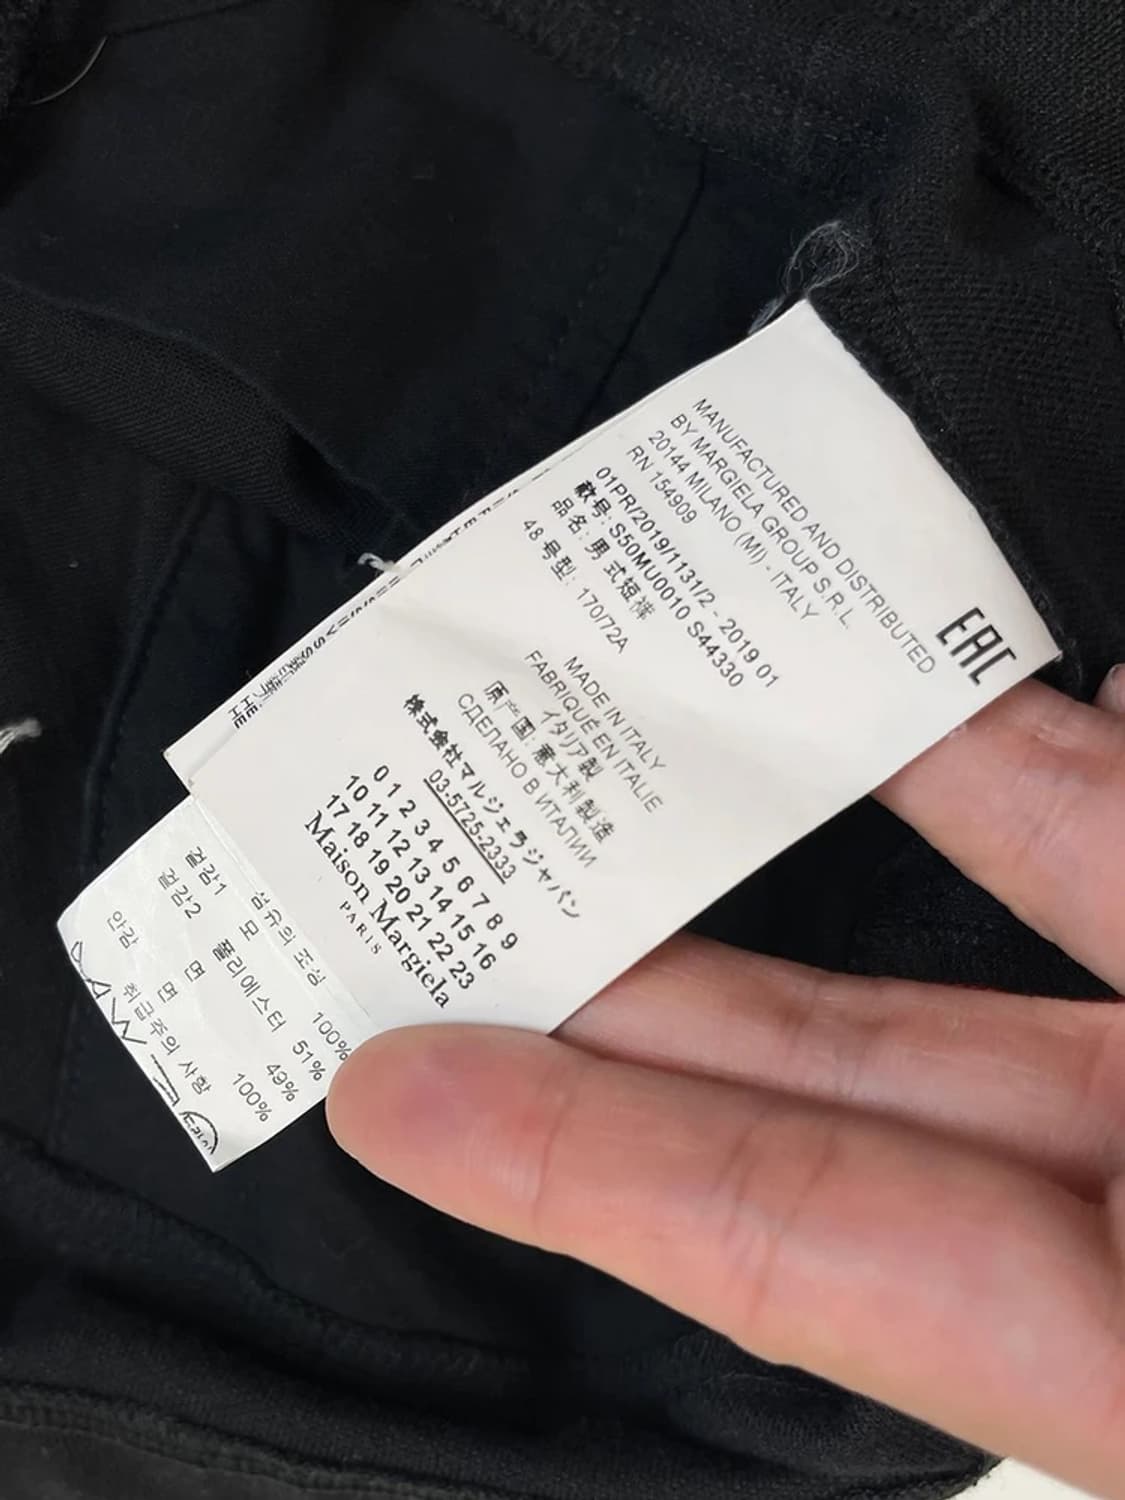 EAC
MANUFACTURED AND DISTRIBUTED
BY MARGIELA GROUP S.R.L.
20144 MILANO (MI) - ITALY
RN 154909
01PR/2019/1131/2 - 2019 01
款号: S50MU0010 S44330
品名: 男式短裤
48 号型: 170/72A
MADE IN ITALY
FABRIQUÉ EN ITALIE
イタリア製
原产国: 意大利製造
СДЕЛАНО В ИТАЛИИ
株式会社マルジェラジャパン
03-5725-2333
0 1 2 3 4 5 6 7 8 9
10 11 12 13 14 15 16
17 18 19 20 21 22 23
Maison Margiela
PARIS
섬유의 조성
겉감1 모 100%
겉감2 폴리에스터 51%
면 49%
안감 면 100%
취급주의 사항